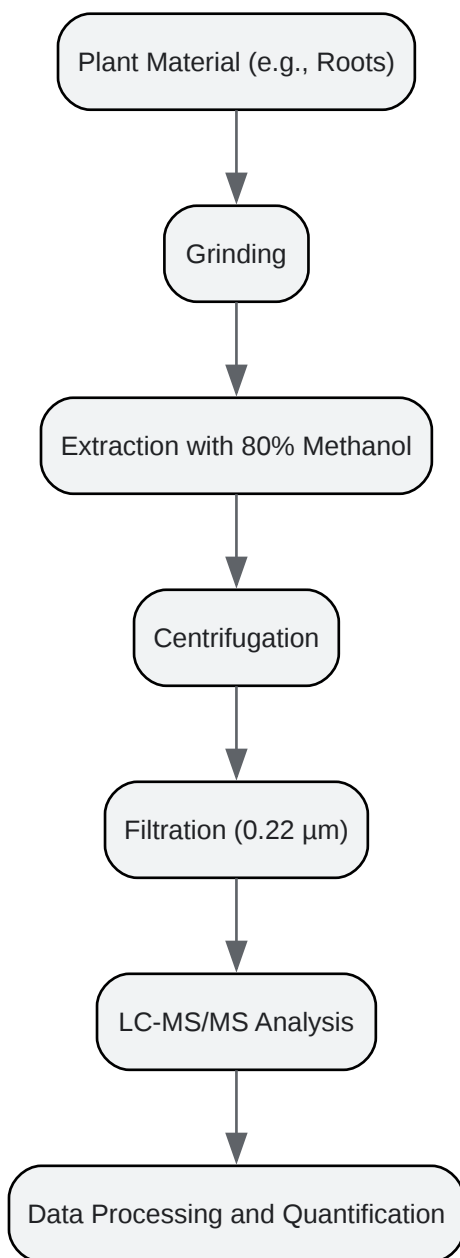 Plant Material (e.g., Roots)
Grinding
Extraction with 80% Methanol
Centrifugation
Filtration (0.22 µm)
LC-MS/MS Analysis
Data Processing and Quantification